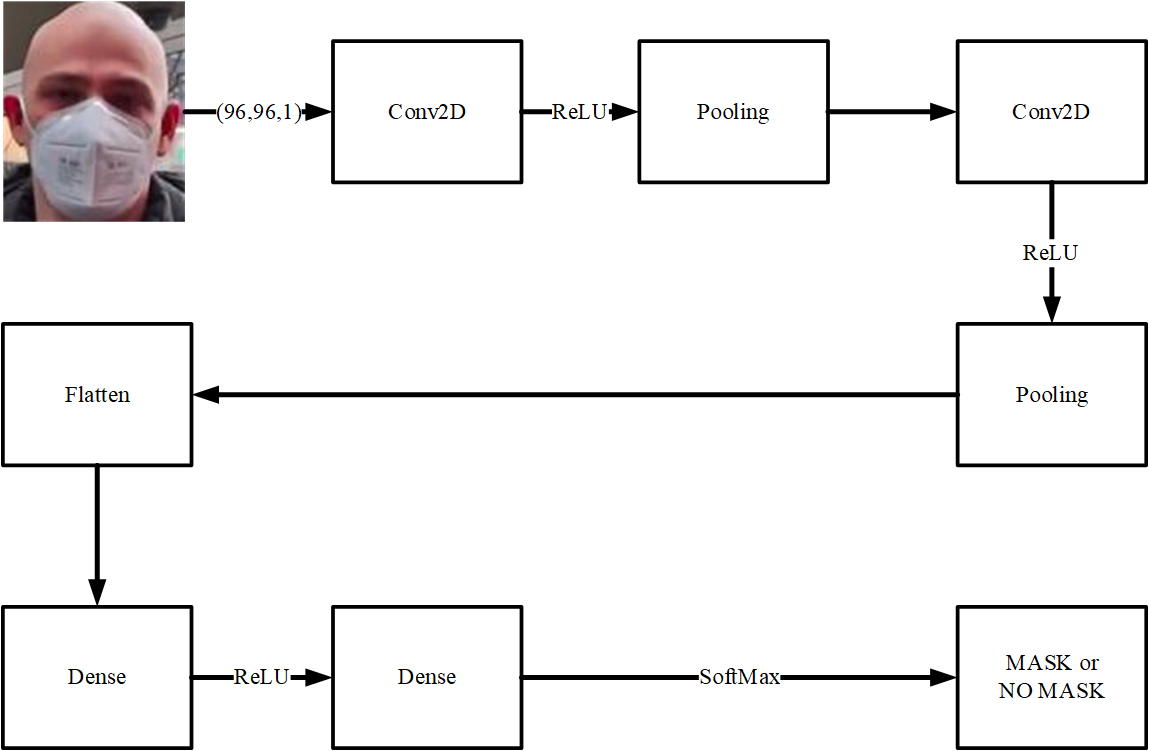 (96,96,1)
Conv2D
ReLU
Pooling
Conv2D
ReLU
Flatten
Pooling
Dense
ReLU
Dense
SoftMax
MASK or
NO MASK